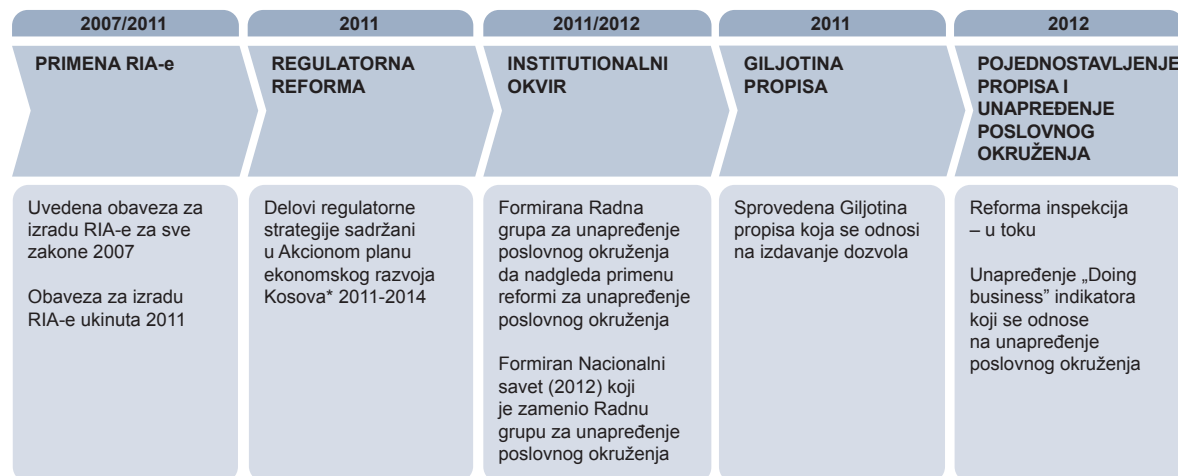 2007/2011
PRIMENA RIA-e
Uvedena obaveza za
izradu RIA-e za sve
zakone 2007
Obaveza za izradu
RIA-e ukinuta 2011
2011
REGULATORNA
REFORMA
Delovi regulatorne
strategije sadržani
u Akcionom planu
ekonomskog razvoja
Kosova* 2011-2014
2011/2012
INSTITUTIONALNI
OKVIR
Formirana Radna
grupa za unapređenje
poslovnog okruženja
da nadgleda primenu
reformi za unapređenje
poslovnog okruženja
Formiran Nacionalni
savet (2012) koji
je zamenio Radnu
grupu za unapređenje
poslovnog okruženja
2011
GILJOTINA
PROPISA
Sprovedena Giljotina
propisa koja se odnosi
na izdavanje dozvola
2012
POJEDNOSTAVLJENJE
PROPISA I
UNAPREĐENJE
POSLOVNOG
OKRUŽENJA
Reforma inspekcija
– u toku
Unapređenje „Doing
business” indikatora
koji se odnose
na unapređenje
poslovnog okruženja